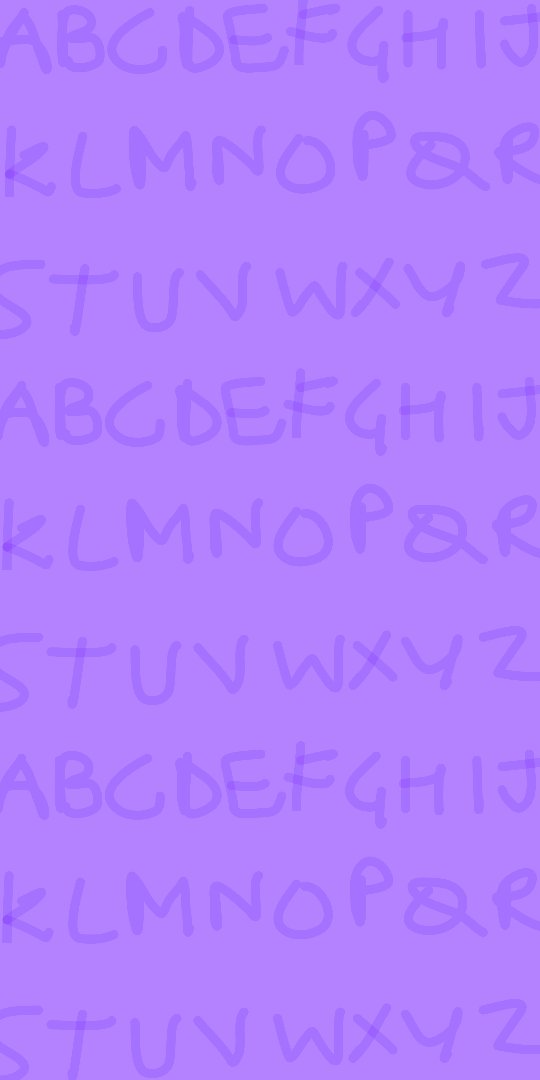 ABCDEFGHIJ
KLMNOPQR
STUVWXYZ
ABCDEFGHIJ
KLMNOPQR
STUVWXYZ
ABCDEFGHIJ
KLMNOPQR
STUVWXYZ